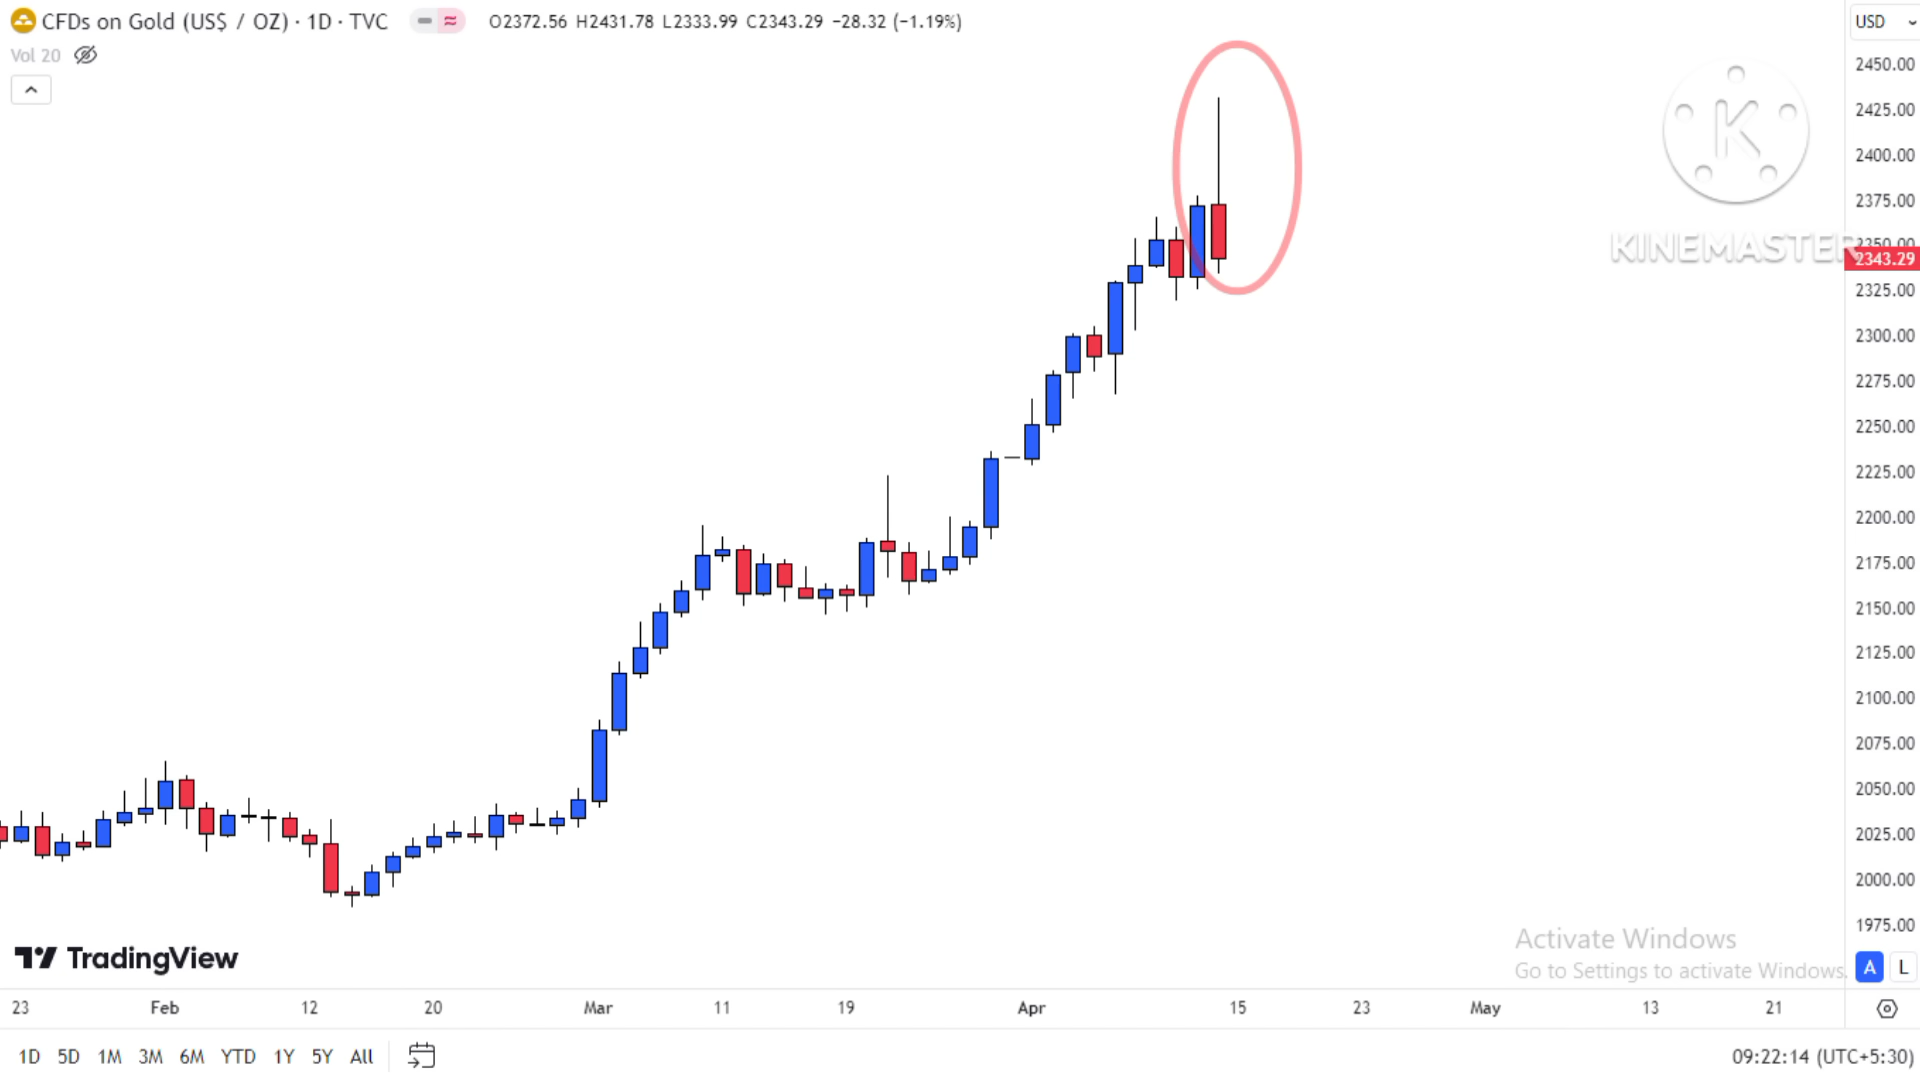 CFDs on Gold (US$ / OZ) · 1D · TVC O2372.56 H2431.78 L2333.99 C2343.29 −28.32 (−1.19%)
USD
Vol 20
2450.00
2425.00
2400.00
2375.00
2350.00
KINEMASTER
2343.29
2325.00
2300.00
2275.00
2250.00
2225.00
2200.00
2175.00
2150.00
2125.00
2100.00
2075.00
2050.00
2025.00
2000.00
1975.00
TradingView
Activate Windows
Go to Settings to activate Windows.
A L
23 Feb 12 20 Mar 11 19 Apr 15 23 May 13 21
1D 5D 1M 3M 6M YTD 1Y 5Y All
09:22:14 (UTC+5:30)